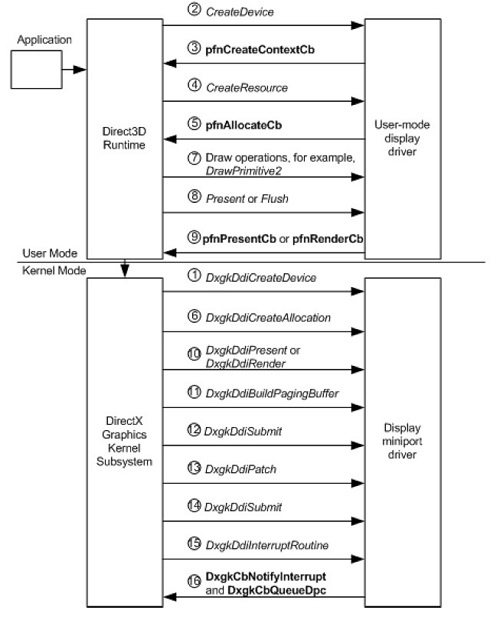 ② CreateDevice
Application
③ pfnCreateContextCb
④ CreateResource
⑤ pfnAllocateCb
Direct3D
Runtime
User-mode
display
driver
⑦ Draw operations, for example,
DrawPrimitive2
⑧ Present or Flush
⑨ pfnPresentCb or pfnRenderCb
User Mode
Kernel Mode
① DxgkDdiCreateDevice
⑥ DxgkDdiCreateAllocation
⑩ DxgkDdiPresent or
DxgkDdiRender
⑪ DxgkDdiBuildPagingBuffer
DirectX
Graphics
Kernel
Subsystem
Display
miniport
driver
⑫ DxgkDdiSubmit
⑬ DxgkDdiPatch
⑭ DxgkDdiSubmit
⑮ DxgkDdiInterruptRoutine
⑯ DxgkCbNotifyInterrupt
and DxgkCbQueueDpc